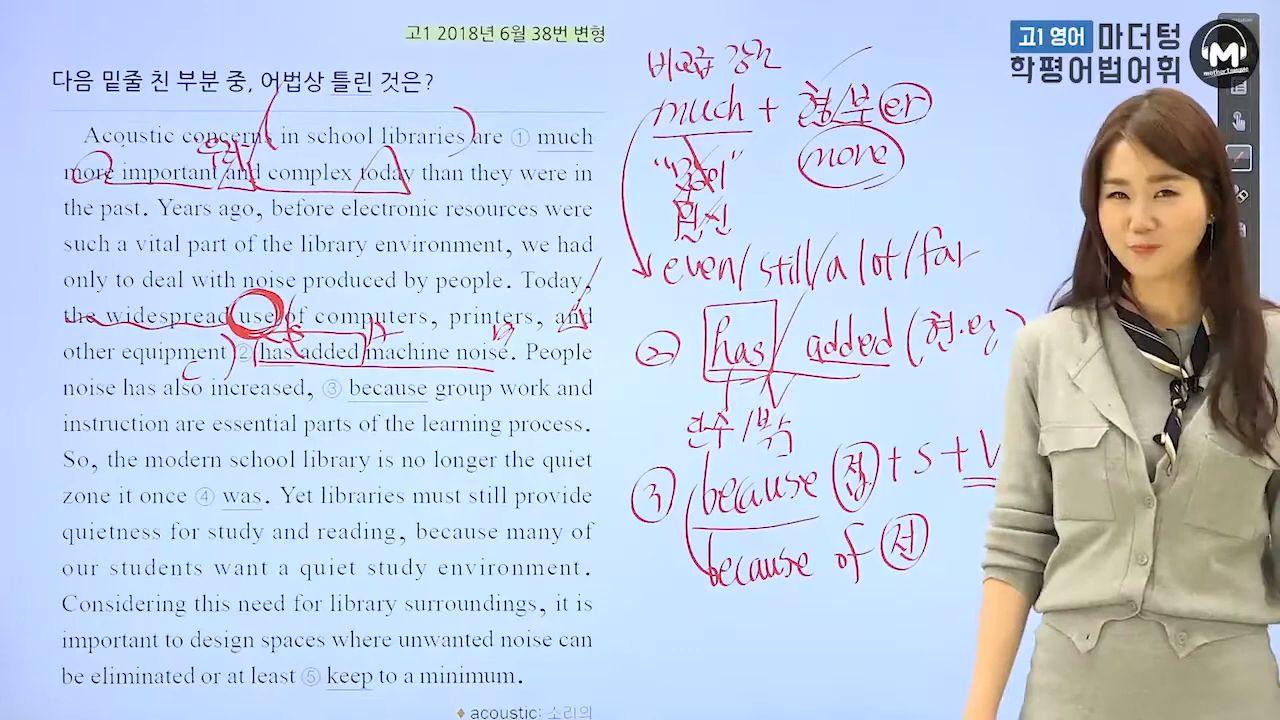 고1 2018년 6월 38번 변형
다음 밑줄 친 부분 중, 어법상 틀린 것은?
Acoustic concerns in school libraries are ① much
more important and complex today than they were in
the past. Years ago, before electronic resources were
such a vital part of the library environment, we had
only to deal with noise produced by people. Today,
the widespread use of computers, printers, and
other equipment ② has added machine noise. People
noise has also increased, ③ because group work and
instruction are essential parts of the learning process.
So, the modern school library is no longer the quiet
zone it once ④ was. Yet libraries must still provide
quietness for study and reading, because many of
our students want a quiet study environment.
Considering this need for library surroundings, it is
important to design spaces where unwanted noise can
be eliminated or at least ⑤ keep to a minimum.
acoustic: 소리의
비교급 강조
much + 형/부 er
more
"훨씬"
even/still/a lot/far
② has added (현·완)
단수/
③ because 접 + S + V
because of 전
고1 영어 마더텅
학평어법어휘
M
mother tongue